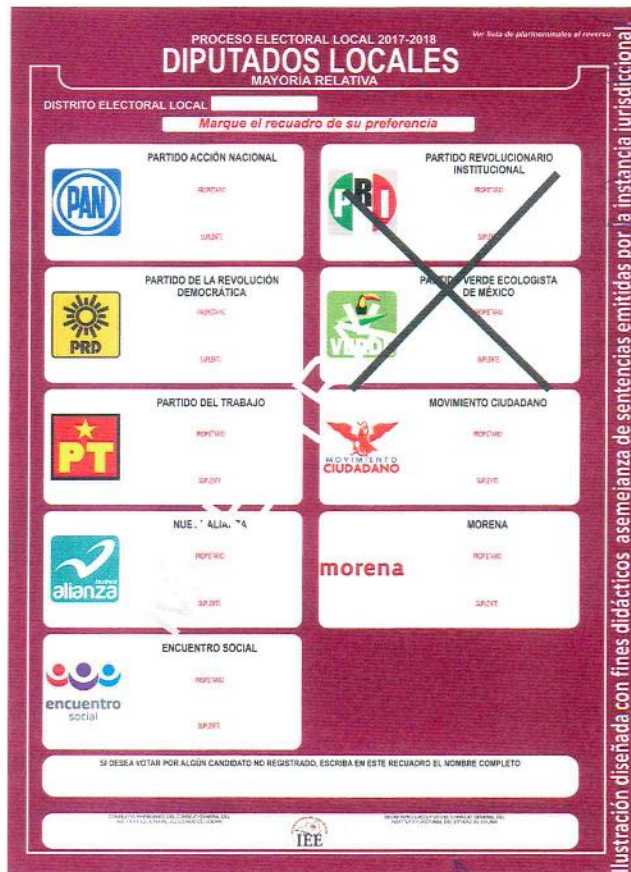 PROCESO ELECTORAL LOCAL 2017-2018
Ver lista de plurinominales al reverso
DIPUTADOS LOCALES
MAYORÍA RELATIVA
DISTRITO ELECTORAL LOCAL
Marque el recuadro de su preferencia
PARTIDO ACCIÓN NACIONAL
PAN
PROPIETARIO
SUPLENTE
PARTIDO REVOLUCIONARIO
INSTITUCIONAL
PRI
PROPIETARIO
SUPLENTE
PARTIDO DE LA REVOLUCIÓN
DEMOCRÁTICA
PRD
PROPIETARIO
SUPLENTE
PARTIDO VERDE ECOLOGISTA
DE MÉXICO
VERDE
PROPIETARIO
SUPLENTE
PARTIDO DEL TRABAJO
PT
PROPIETARIO
SUPLENTE
MOVIMIENTO CIUDADANO
MOVIMIENTO
CIUDADANO
PROPIETARIO
SUPLENTE
NUEVA ALIANZA
nueva
alianza
PROPIETARIO
SUPLENTE
MORENA
morena
PROPIETARIO
SUPLENTE
ENCUENTRO SOCIAL
encuentro
social
PROPIETARIO
SUPLENTE
SI DESEA VOTAR POR ALGÚN CANDIDATO NO REGISTRADO, ESCRIBA EN ESTE RECUADRO EL NOMBRE COMPLETO
IEE
Ilustración diseñada con fines didácticos asemejanza de sentencias emitidas por la instancia jurisdiccional.